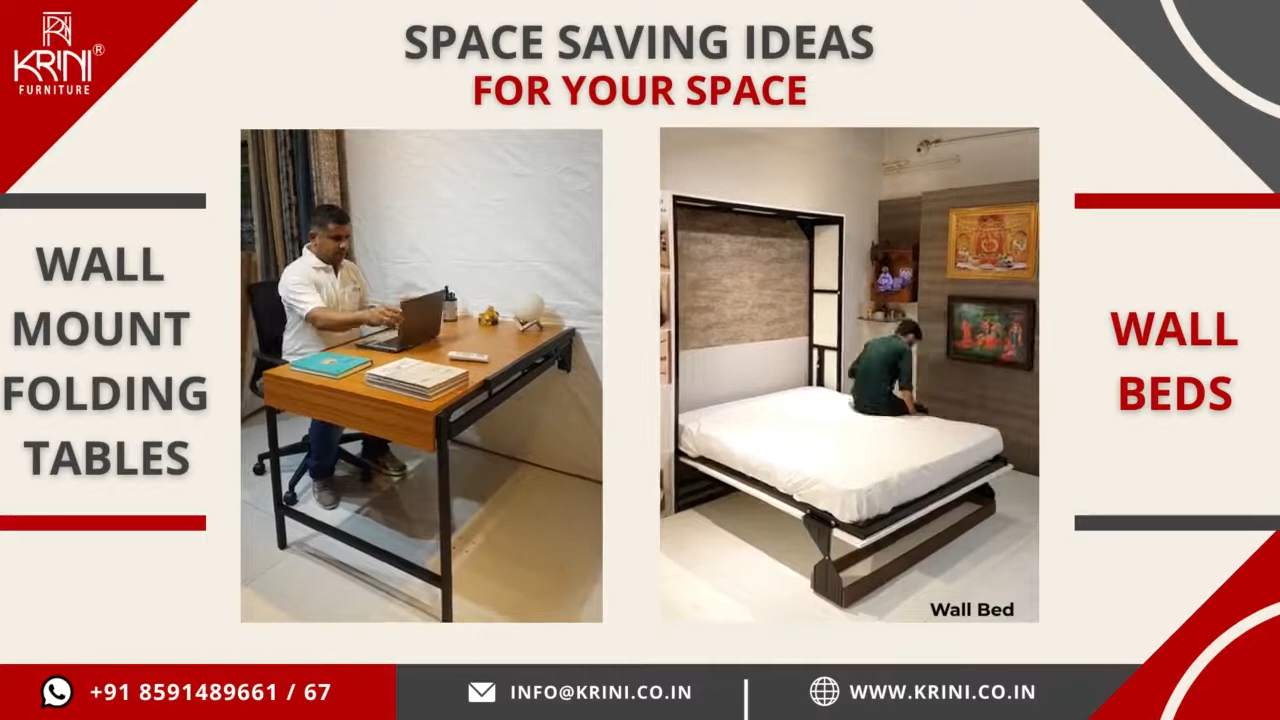 KRINI®
FURNITURE
SPACE SAVING IDEAS
FOR YOUR SPACE
WALL
MOUNT
FOLDING
TABLES
WALL
BEDS
Wall Bed
+91 8591489661 / 67
INFO@KRINI.CO.IN
WWW.KRINI.CO.IN